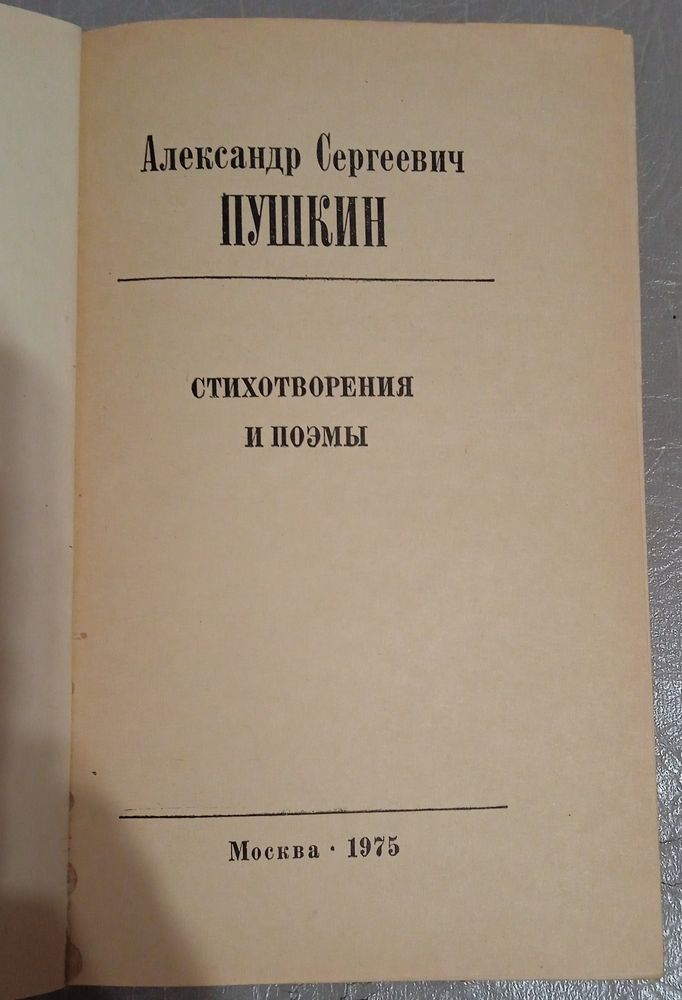 Александр Сергеевич
ПУШКИН
СТИХОТВОРЕНИЯ
И ПОЭМЫ
Москва · 1975